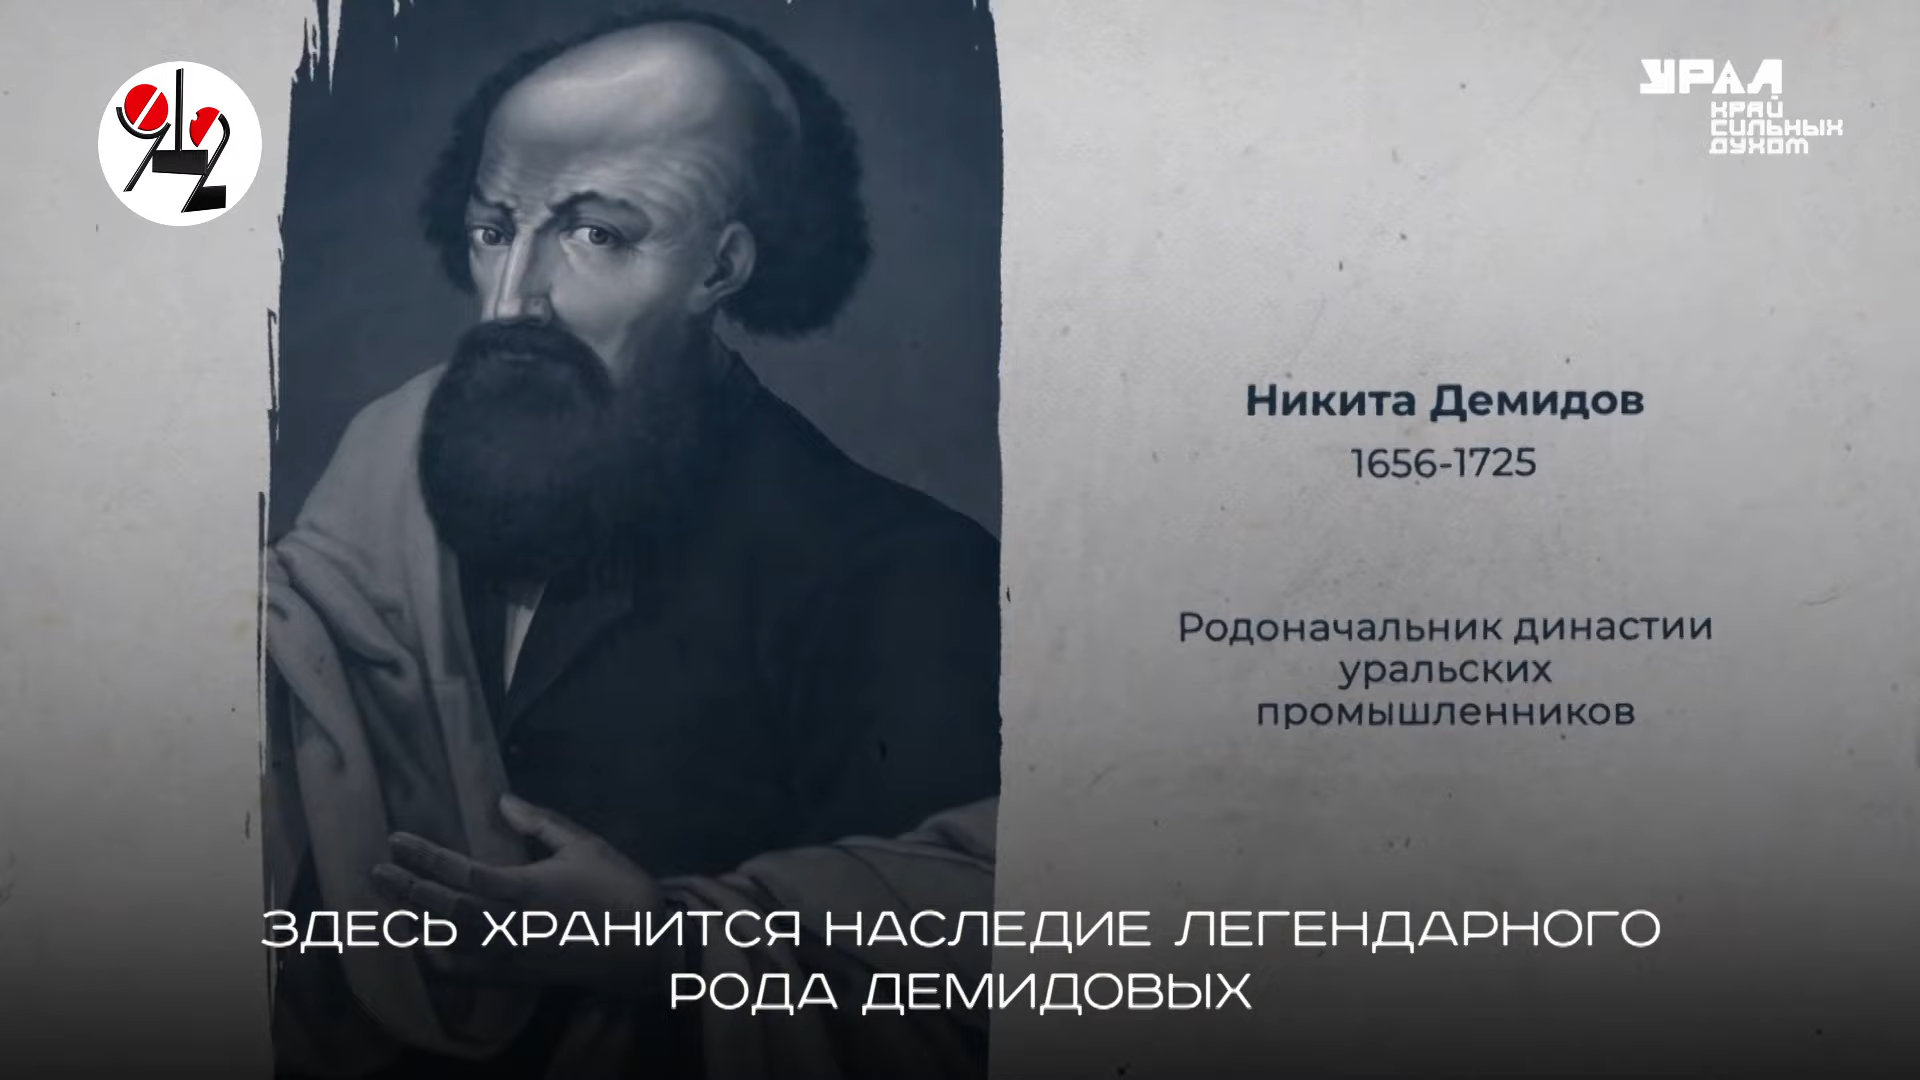 УРАЛ
КРАЙ
СИЛЬНЫХ
ДУХОМ
Никита Демидов
1656-1725
Родоначальник династии
уральских
промышленников
ЗДЕСЬ ХРАНИТСЯ НАСЛЕДИЕ ЛЕГЕНДАРНОГО
РОДА ДЕМИДОВЫХ